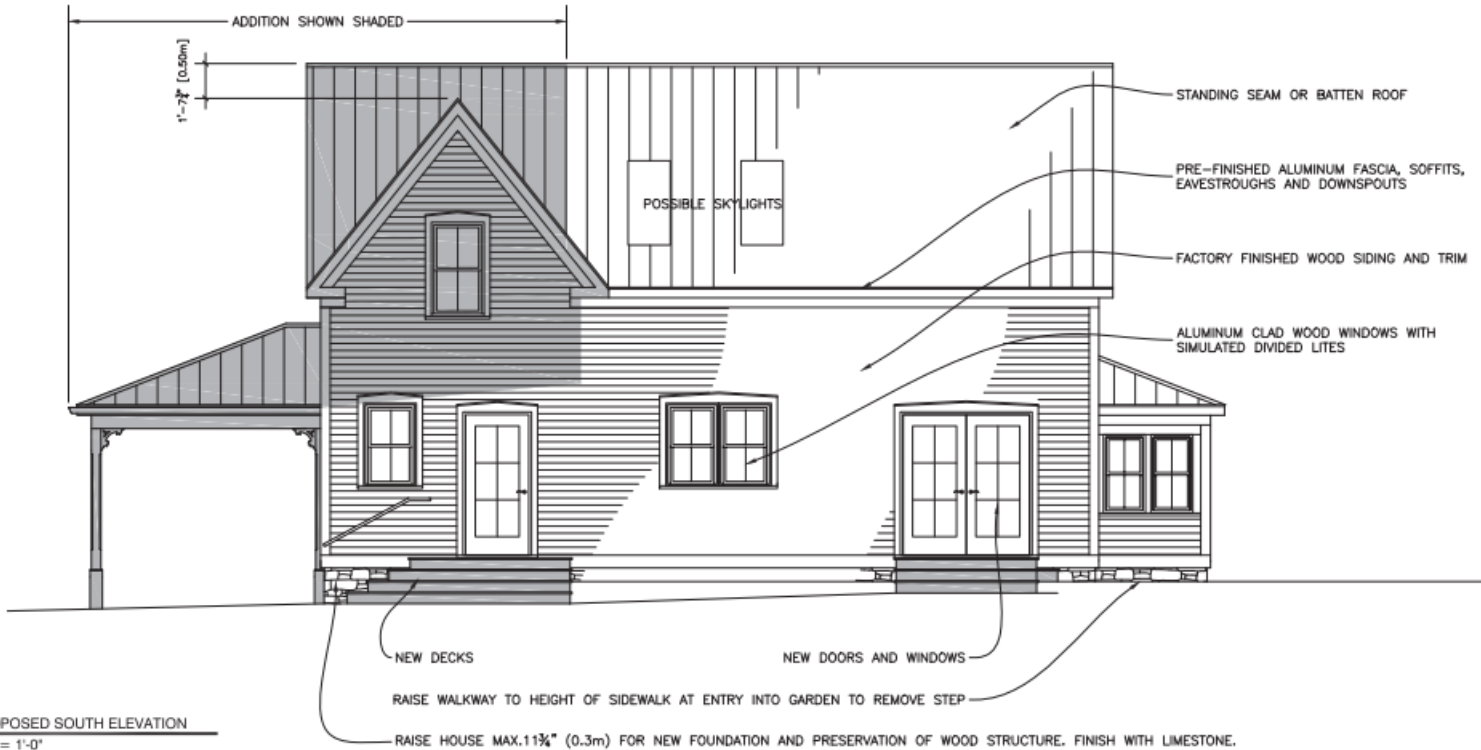 ADDITION SHOWN SHADED
1'-7¾" [0.50m]
STANDING SEAM OR BATTEN ROOF
PRE-FINISHED ALUMINUM FASCIA, SOFFITS,
EAVESTROUGHS AND DOWNSPOUTS
POSSIBLE SKYLIGHTS
FACTORY FINISHED WOOD SIDING AND TRIM
ALUMINUM CLAD WOOD WINDOWS WITH
SIMULATED DIVIDED LITES
NEW DECKS
NEW DOORS AND WINDOWS
RAISE WALKWAY TO HEIGHT OF SIDEWALK AT ENTRY INTO GARDEN TO REMOVE STEP
POSED SOUTH ELEVATION
= 1'-0"
RAISE HOUSE MAX.11¾" (0.3m) FOR NEW FOUNDATION AND PRESERVATION OF WOOD STRUCTURE. FINISH WITH LIMESTONE.